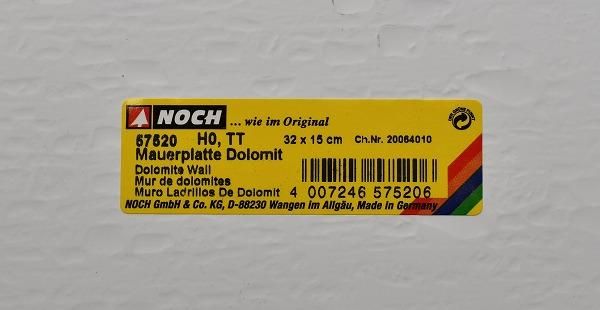 NOCH ... wie im Original
57520 H0, TT 32 x 15 cm Ch.Nr. 20064010
Mauerplatte Dolomit
Dolomite Wall
Mur de dolomites
Muro Ladrillos De Dolomit 4 007246 575206
NOCH GmbH & Co. KG, D-88230 Wangen im Allgäu, Made in Germany